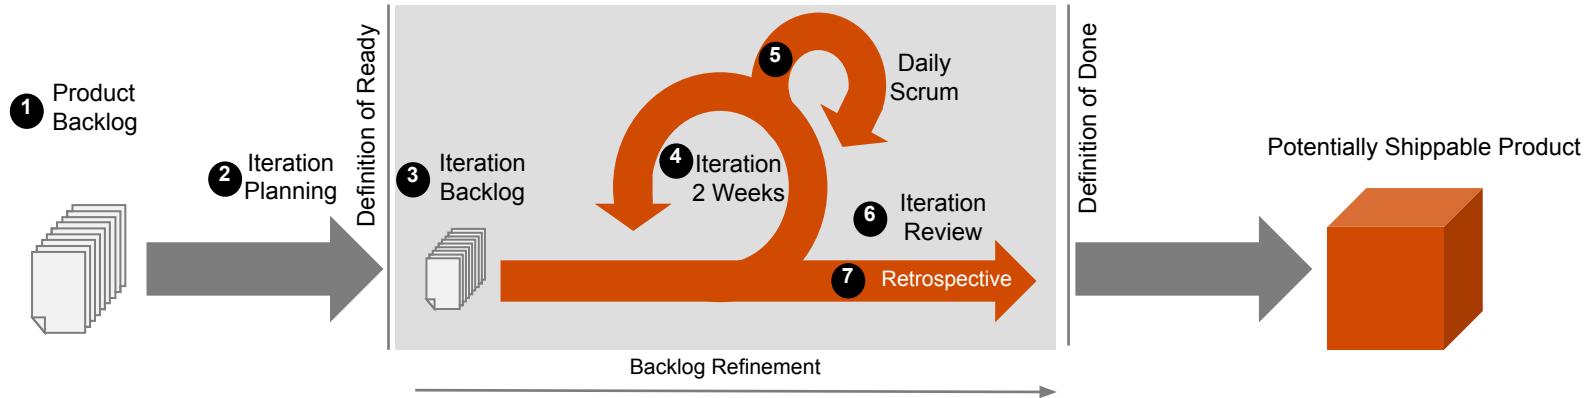 1
Product
Backlog
2
Iteration
Planning
Definition of Ready
3
Iteration
Backlog
4
Iteration
2 Weeks
5
Daily
Scrum
6
Iteration
Review
7
Retrospective
Definition of Done
Potentially Shippable Product
Backlog Refinement